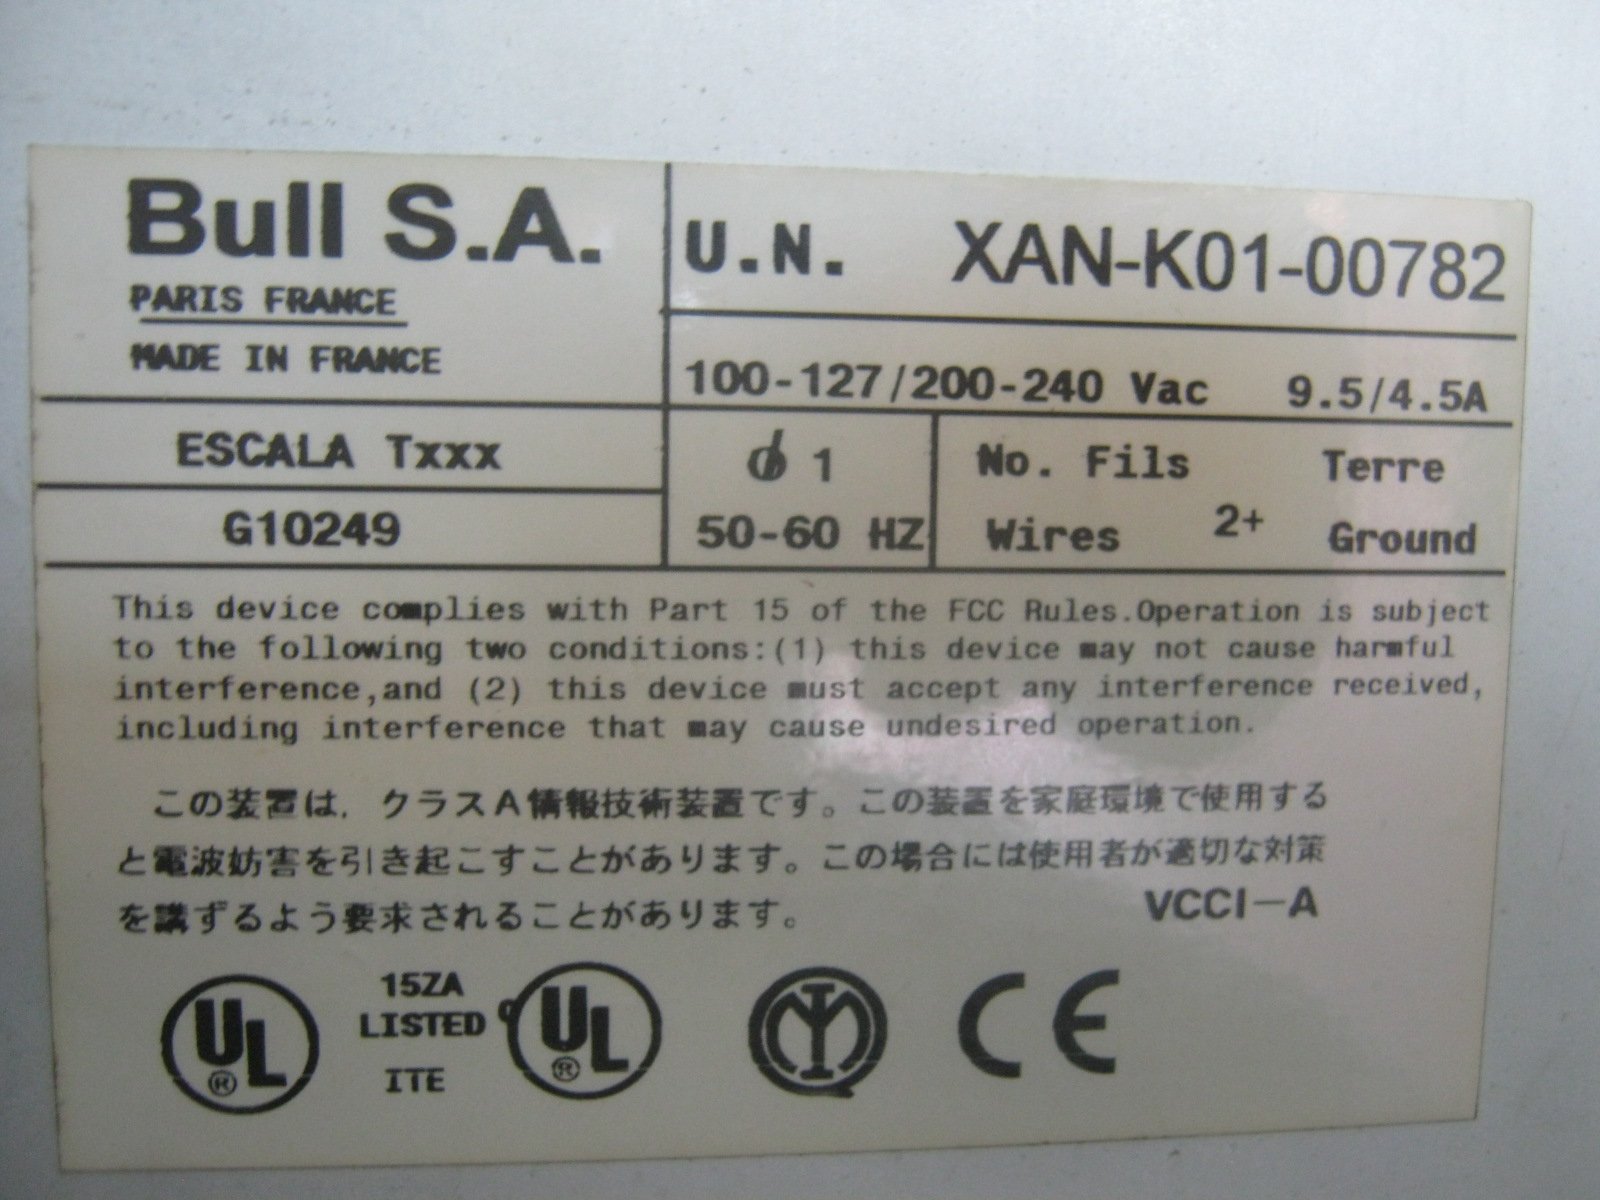 Bull S.A.
PARIS FRANCE
MADE IN FRANCE
U.N. XAN-K01-00782
100-127/200-240 Vac 9.5/4.5A
ESCALA Txxx
G10249
ϕ 1
50-60 HZ
No. Fils Terre
Wires 2+ Ground
This device complies with Part 15 of the FCC Rules.Operation is subject
to the following two conditions:(1) this device may not cause harmful
interference,and (2) this device must accept any interference received,
including interference that may cause undesired operation.
この装置は, クラスA情報技術装置です。この装置を家庭環境で使用する
と電波妨害を引き起こすことがあります。この場合には使用者が適切な対策
を講ずるよう要求されることがあります。
VCCI-A
UL ®
15ZA
LISTED
ITE
c UL ®
CE